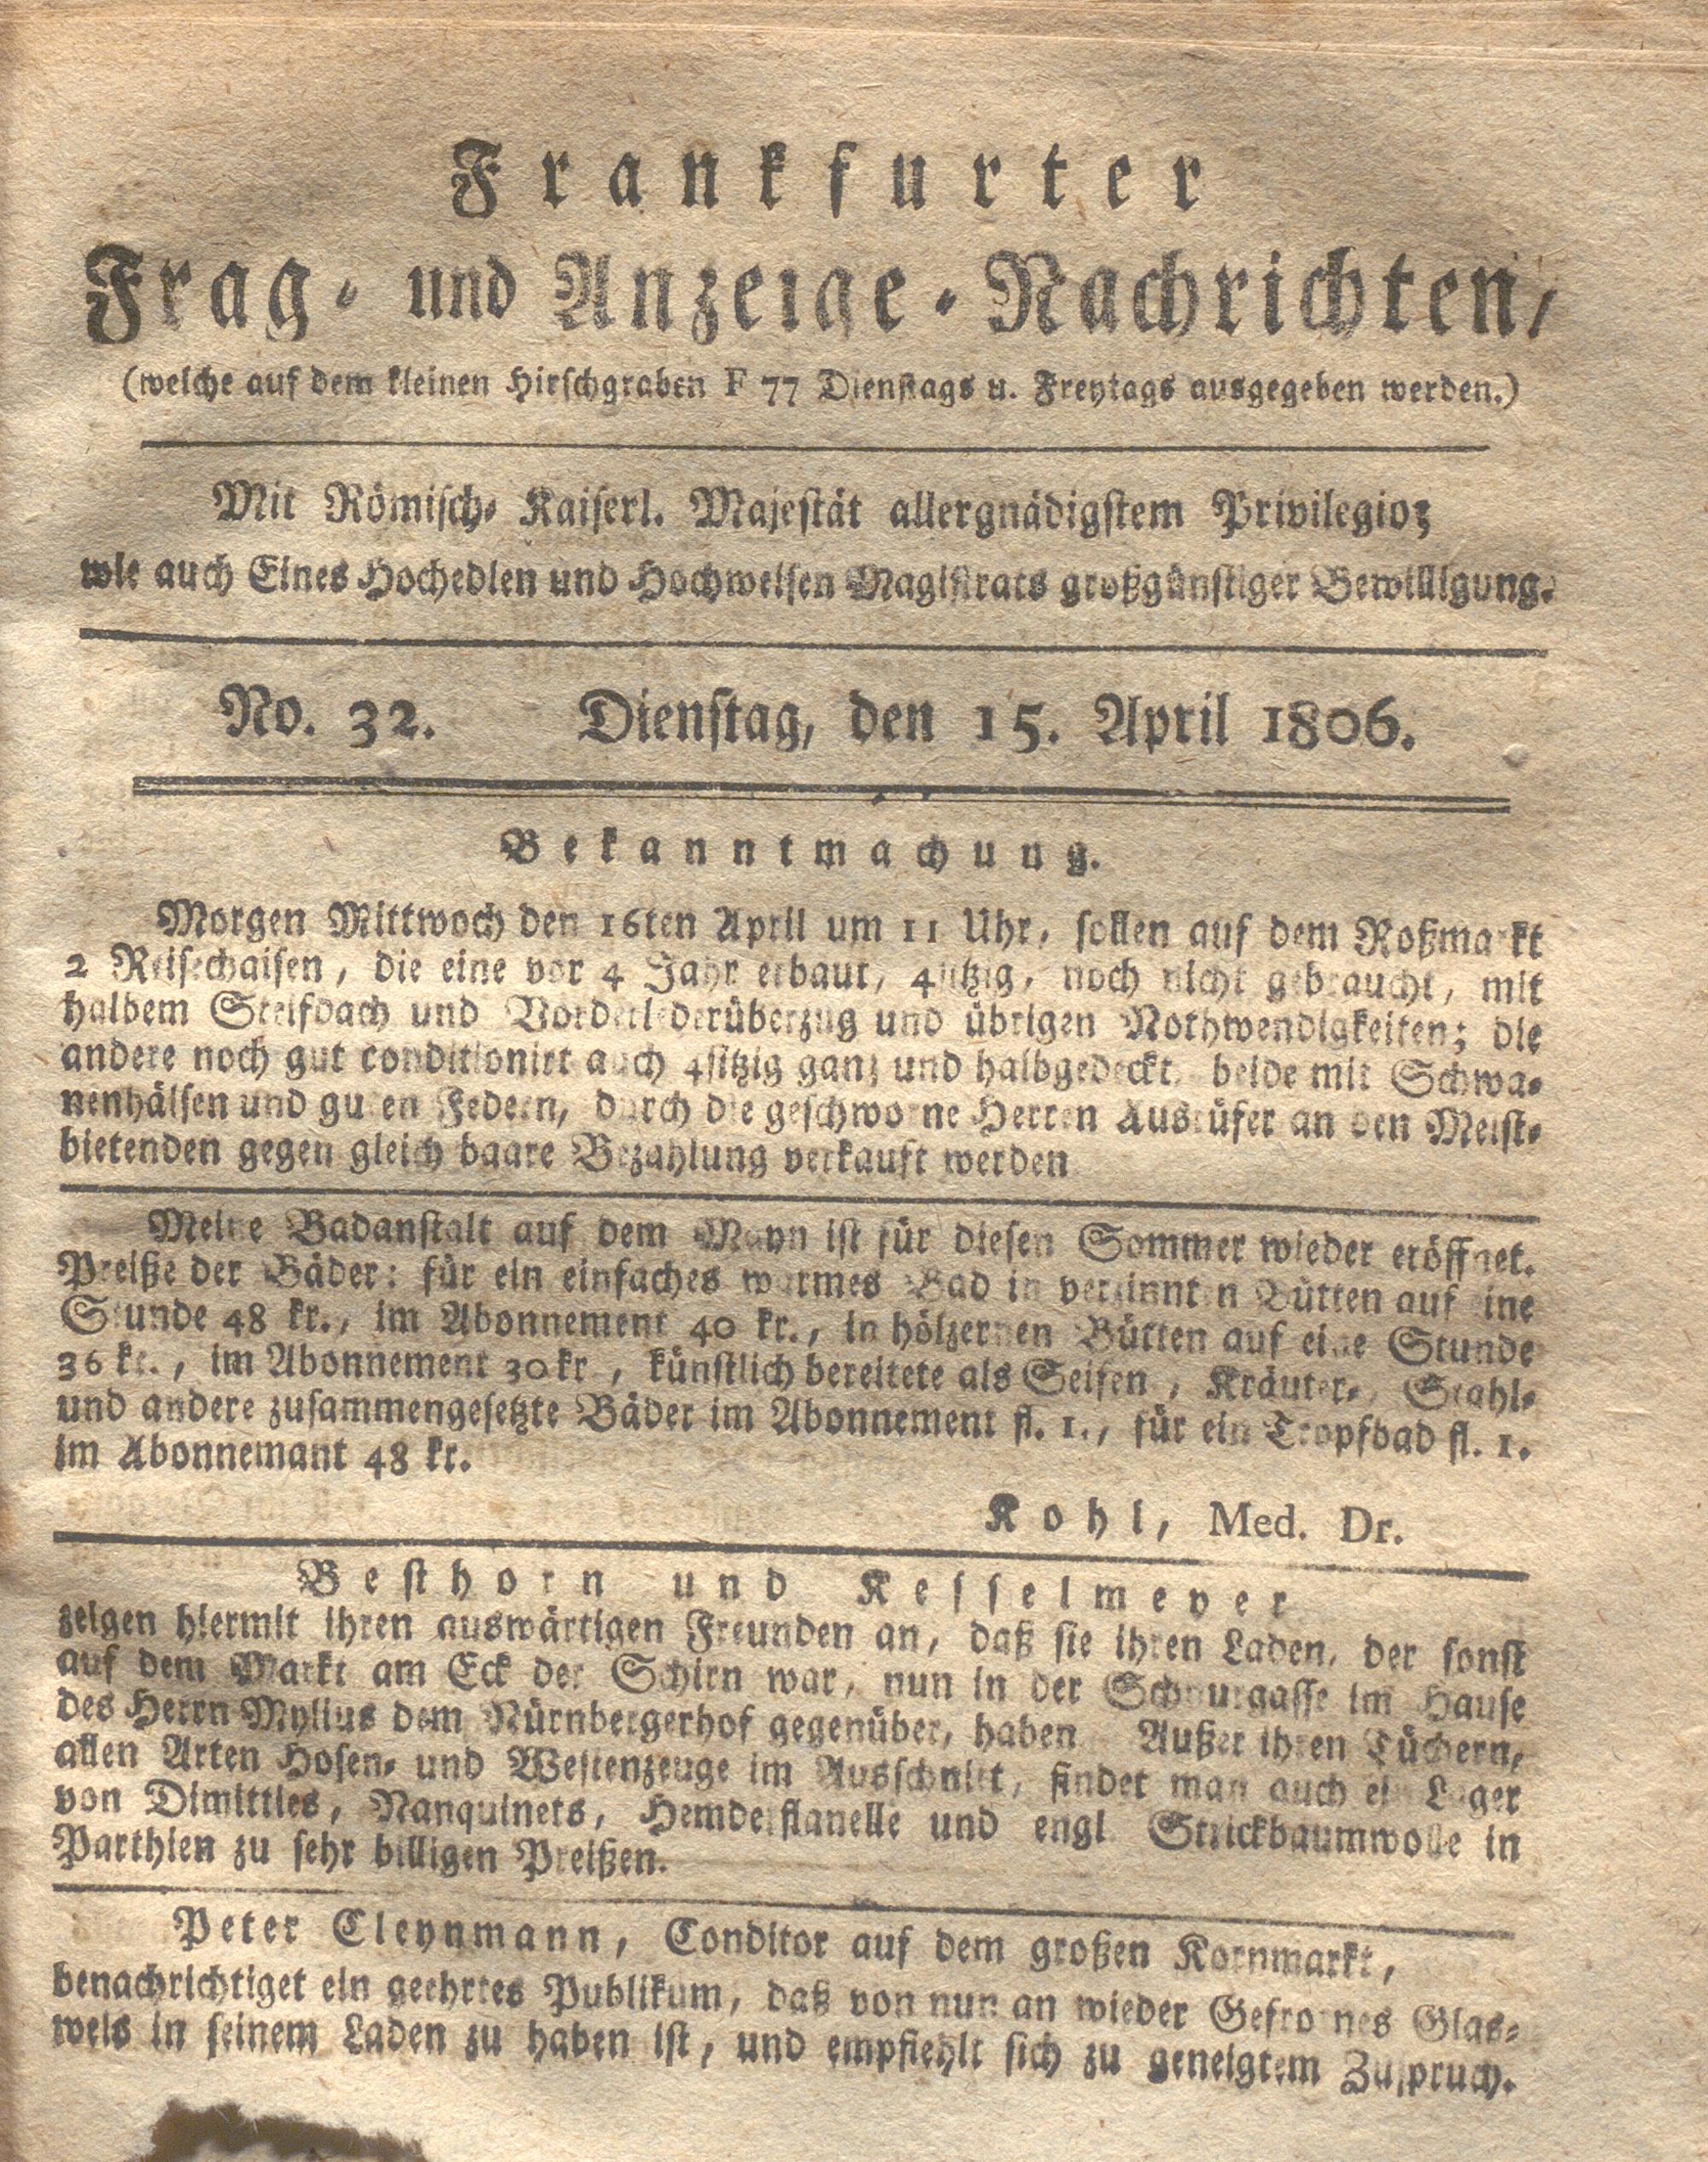 Frankfurter
Frag- und Anzeige-Nachrichten,
(welche auf dem kleinen Hirschgraben F 77 Dienstags u. Freytags ausgegeben werden.)
Mit Römisch- Kaiserl. Majestät allergnädigstem Privilegio;
wie auch Eines Hochedlen und Hochweisen Magistrats großgünstiger Bewilligung.
No. 32. Dienstag, den 15. April 1806.
Bekanntmachung.
Morgen Mittwoch den 16ten April um 11 Uhr, sollen auf dem Roßmarkt
2 Reisechaisen, die eine vor 4 Jahr erbaut, 4sitzig, noch nicht gebraucht, mit
halbem Steifdach und Vorderlederüberzug und übrigen Nothwendigkeiten; die
andere noch gut conditionirt auch 4sitzig ganz und halbgedeckt, beide mit Schwa-
nenhälsen und guten Federn, durch die geschworne Herren Ausrüfer an den Meist-
bietenden gegen gleich baare Bezahlung verkauft werden
Meine Badanstalt auf dem Mayn ist für diesen Sommer wieder eröffnet.
Preiße der Bäder: für ein einfaches warmes Bad in verzinnten Bütten auf eine
Stunde 48 kr., im Abonnement 40 kr., in hölzernen Bütten auf eine Stunde
36 kr., im Abonnement 30 kr, künstlich bereitete als Seifen, Kräuter-, Stahl-
und andere zusammengesetzte Bäder im Abonnement fl. 1., für ein Tropfbad fl. 1.
im Abonnemant 48 kr.
Kohl, Med. Dr.
Besthorn und Kesselmeyer
zeigen hiermit ihren auswärtigen Freunden an, daß sie ihren Laden, der sonst
auf dem Markt am Eck der Schirn war, nun in der Schnurgasse im Hause
des Herrn Mylius dem Nürnbergerhof gegenüber, haben. Außer ihren Tüchern,
allen Arten Hosen- und Westenzeuge im Ausschnitt, findet man auch ein Lager
von Dimitties, Nanquinets, Hemderflanelle und engl. Strickbaumwolle in
Parthien zu sehr billigen Preißen.
Peter Cleynmann, Conditor auf dem großen Kornmarkt,
benachrichtiget ein geehrtes Publikum, daß von nun an wieder Gefrornes Glas-
weis in seinem Laden zu haben ist, und empfiehlt sich zu geneigtem Zuspruch.